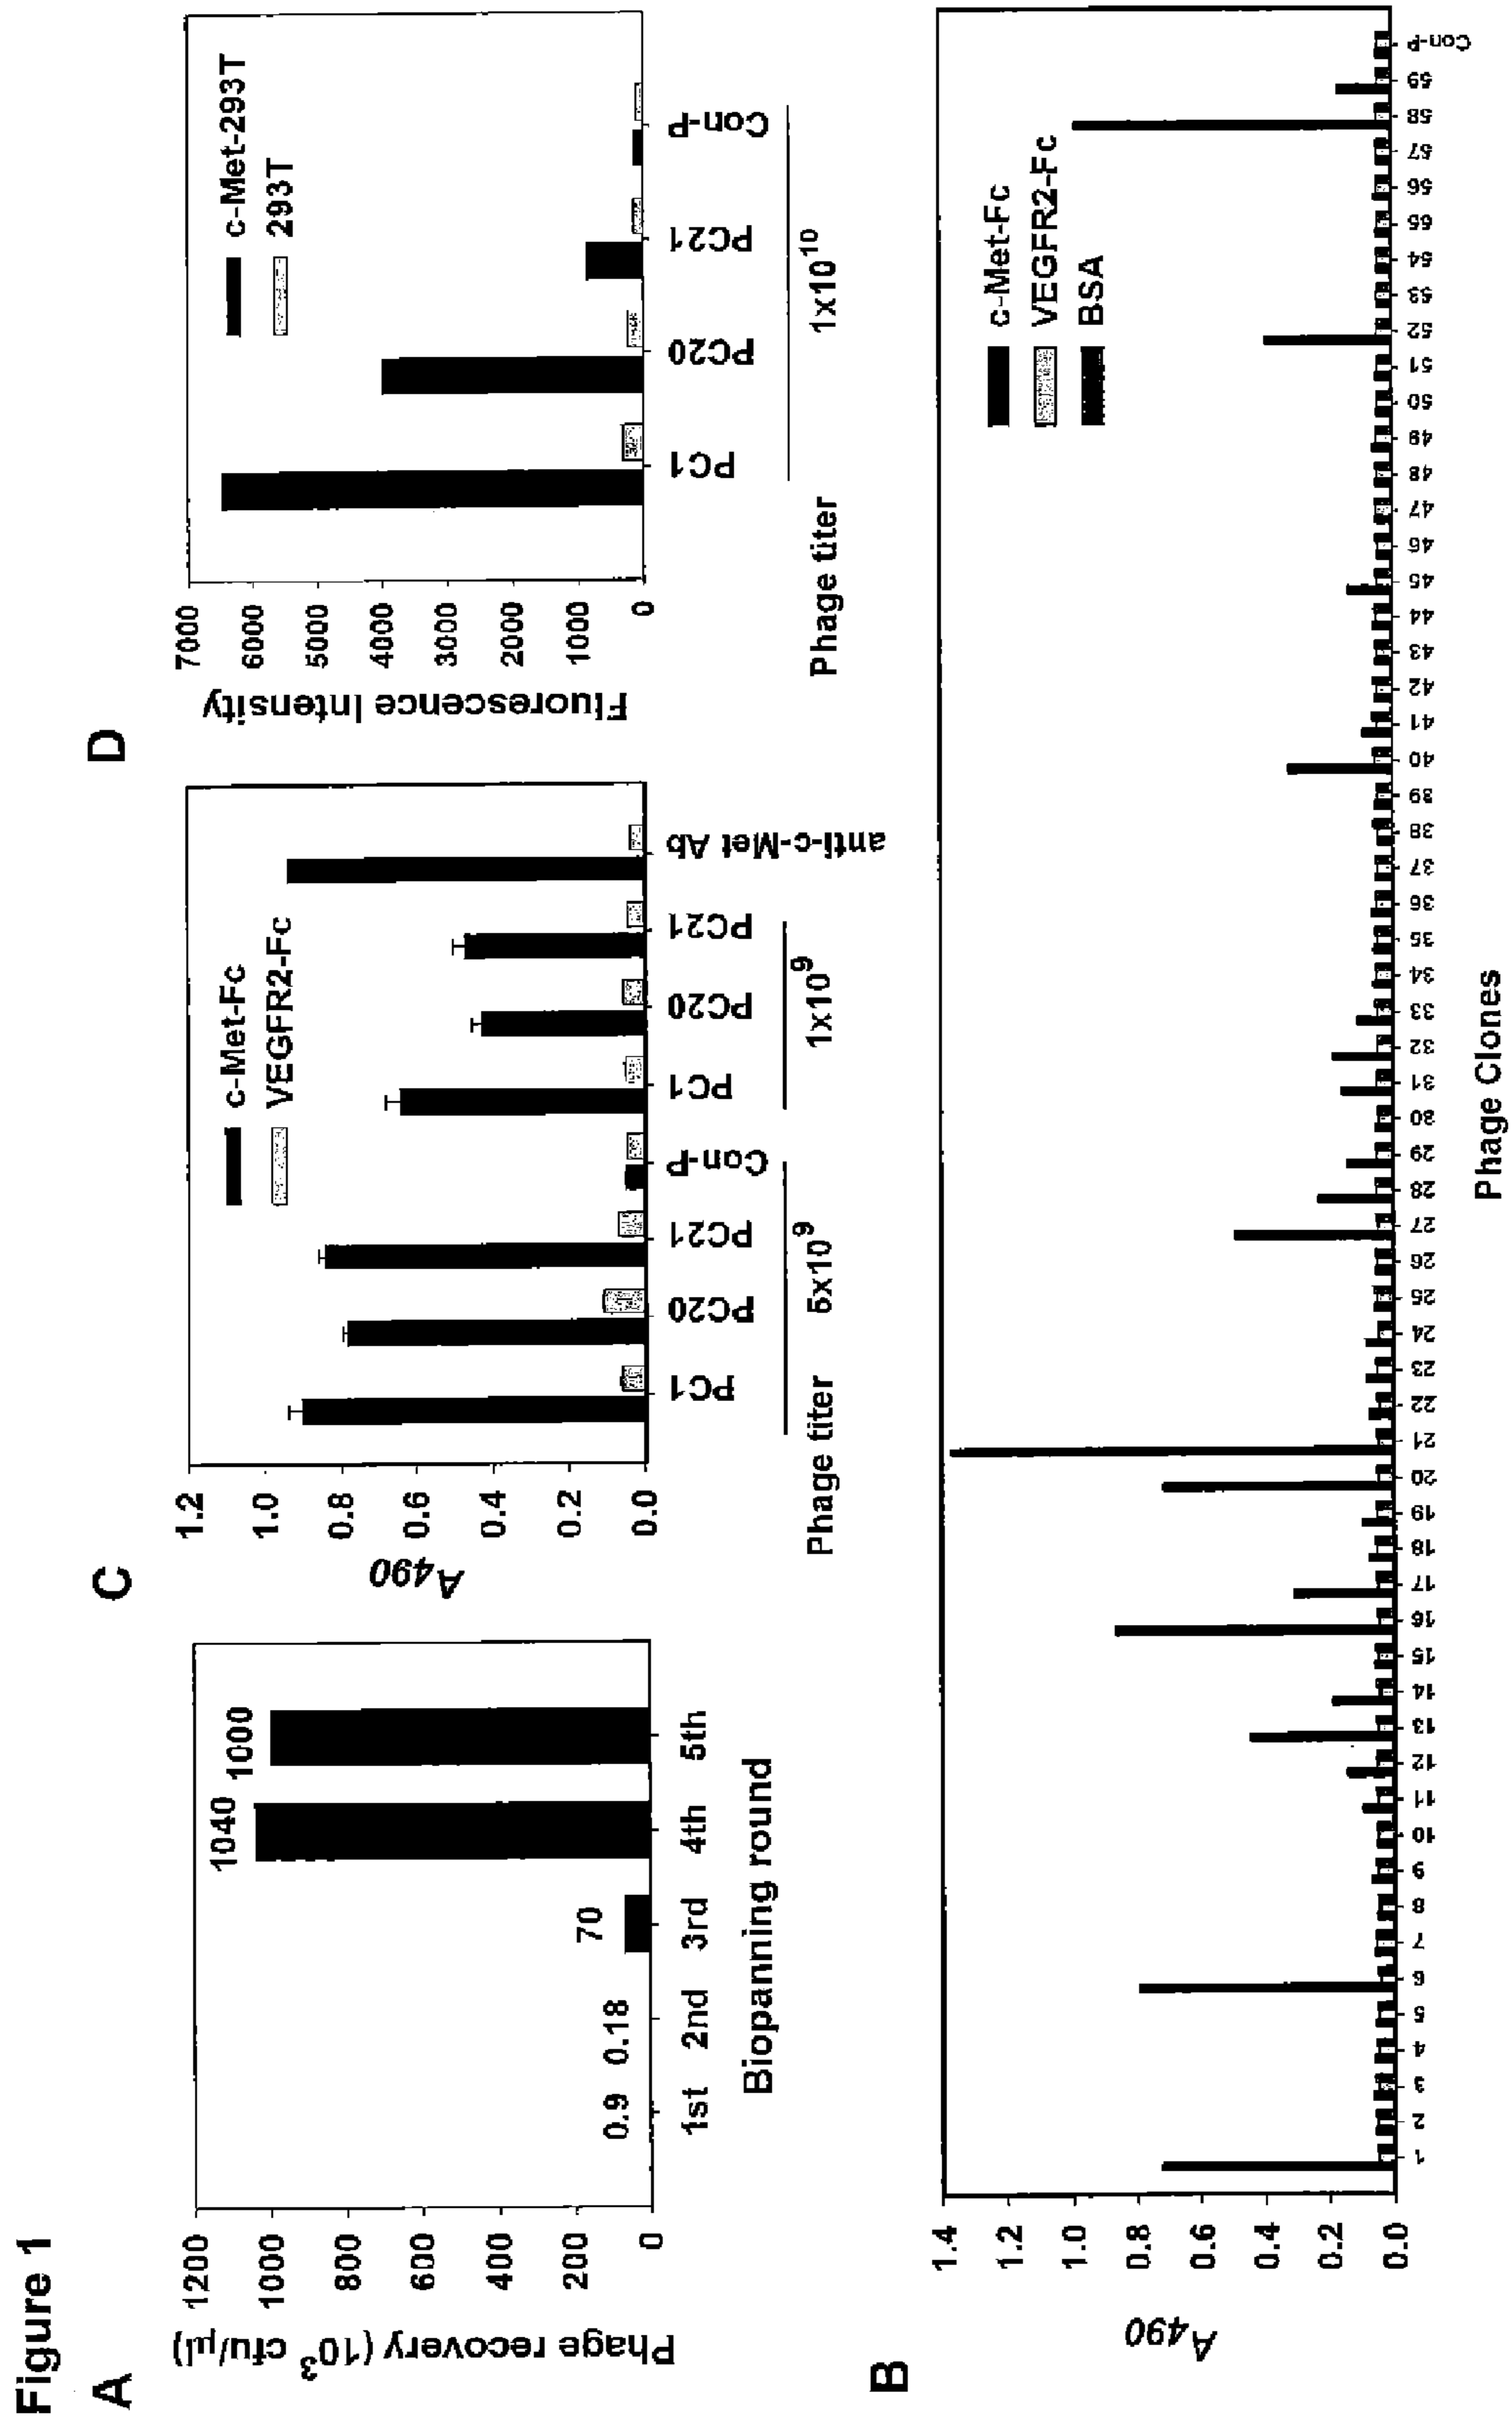 Figure 1
A
Phage recovery (10³ cfu/µl)
1200
1000
800
600
400
200
0
0.9
0.18
70
1040
1000
1st 2nd 3rd 4th 5th
Biopanning round
C
A490
1.2
1.0
0.8
0.6
0.4
0.2
0.0
c-Met-Fc
VEGFR2-Fc
PC1 PC20 PC21 Con-P PC1 PC20 PC21 anti-c-Met Ab
Phage titer 5x10⁹ 1x10⁹
D
Fluorescence Intensity
7000
6000
5000
4000
3000
2000
1000
0
c-Met-293T
293T
PC1 PC20 PC21 Con-P
Phage titer 1x10¹⁰
B
A490
1.4
1.2
1.0
0.8
0.6
0.4
0.2
0.0
c-Met-Fc
VEGFR2-Fc
BSA
1 2 3 4 5 6 7 8 9 10 11 12 13 14 15 16 17 18 19 20 21 22 23 24 25 26 27 28 29 30 31 32 33 34 35 36 37 38 39 40 41 42 43 44 45 46 47 48 49 50 51 52 53 54 55 56 57 58 59 Con-P
Phage Clones